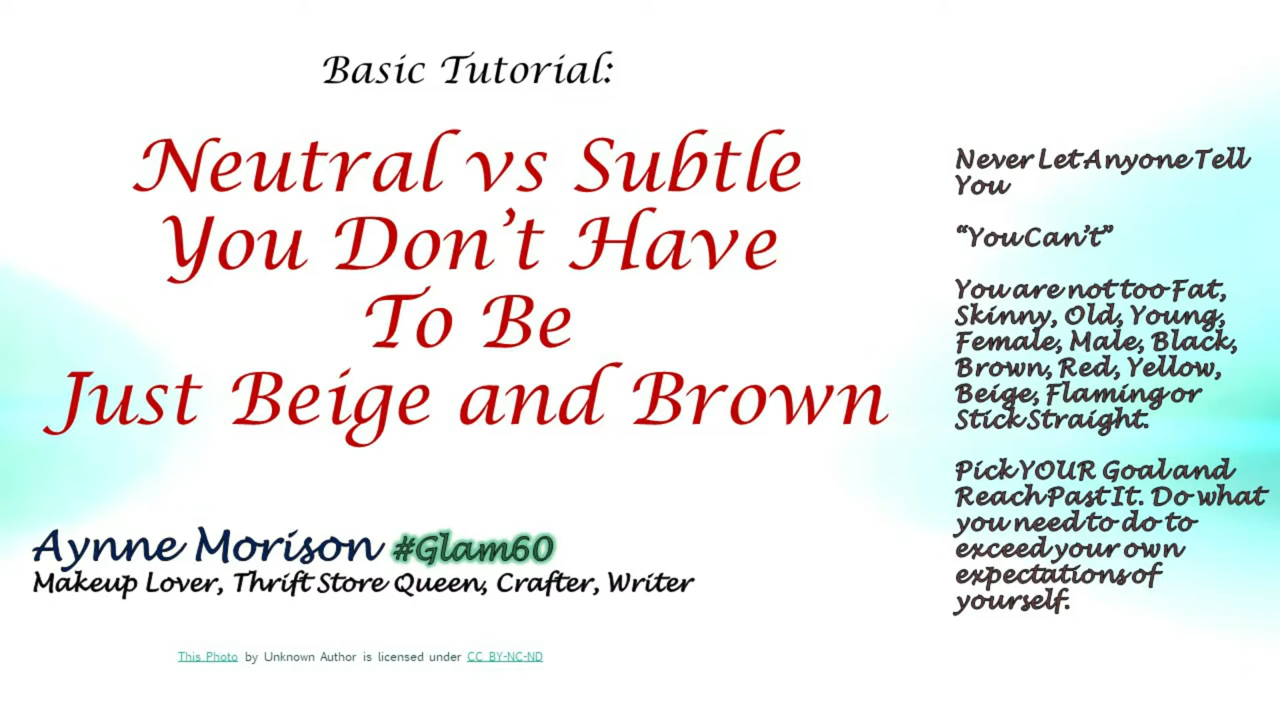 Basic Tutorial:
Neutral vs Subtle
You Don't Have
To Be
Just Beige and Brown
Aynne Morison #Glam60
Makeup Lover, Thrift Store Queen, Crafter, Writer
This Photo by Unknown Author is licensed under CC BY-NC-ND
Never Let Anyone Tell
You
“You Can't”
You are not too Fat,
Skinny, Old, Young,
Female, Male, Black,
Brown, Red, Yellow,
Beige, Flaming or
Stick Straight.
Pick YOUR Goal and
Reach Past It. Do what
you need to do to
exceed your own
expectations of
yourself.